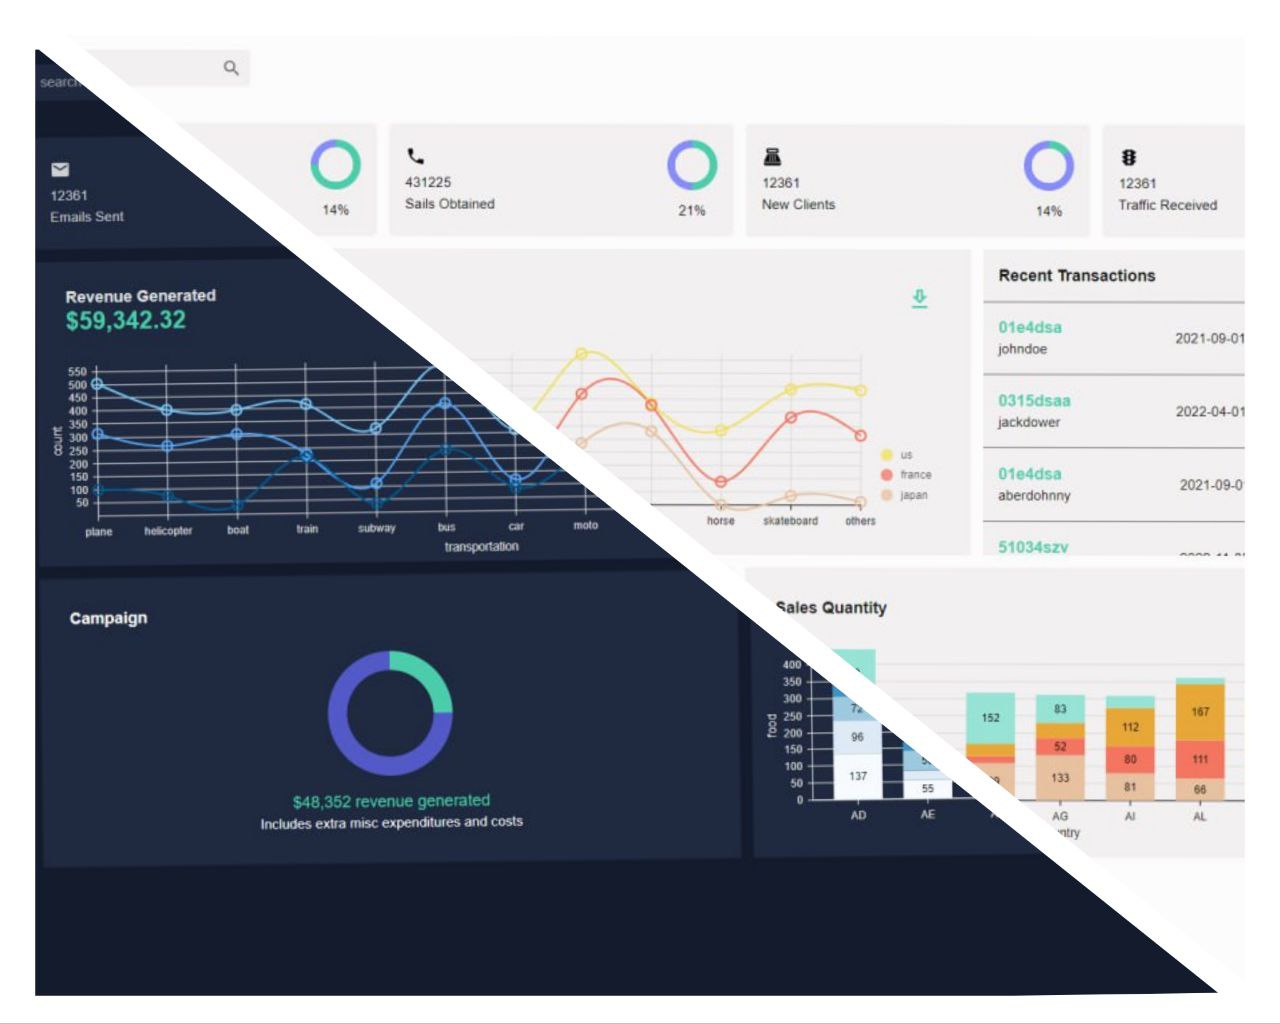 search
12361
Emails Sent
14%
431225
Sails Obtained
21%
12361
New Clients
14%
12361
Traffic Received
Revenue Generated
$59,342.32
550
500
450
400
350
300
250
200
150
100
50
count
plane
helicopter
boat
train
subway
bus
car
moto
horse
skateboard
others
transportation
us
france
japan
Recent Transactions
01e4dsa
johndoe
2021-09-01
0315dsaa
jackdower
2022-04-01
01e4dsa
aberdohnny
2021-09-0
51034szv
Campaign
$48,352 revenue generated
Includes extra misc expenditures and costs
Sales Quantity
400
350
300
250
200
150
100
50
0
food
72
96
137
55
152
83
52
133
112
80
81
167
111
66
AD
AE
AG
AI
AL
ntry